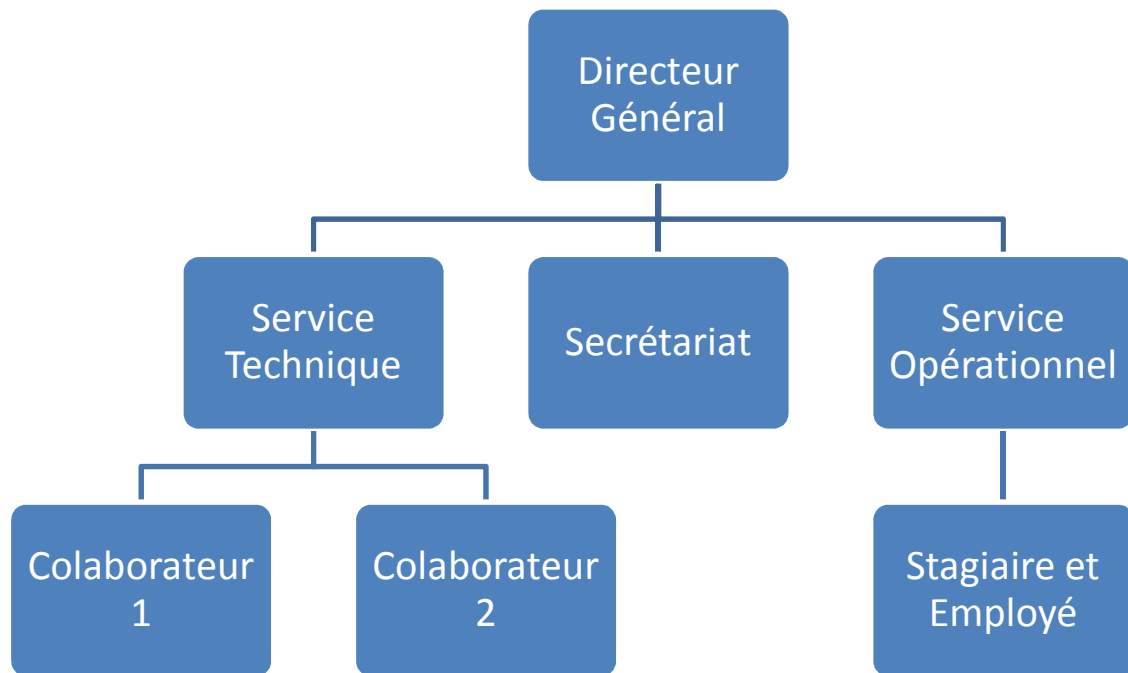 Directeur
Général
Service
Technique
Secrétariat
Service
Opérationnel
Colaborateur
1
Colaborateur
2
Stagiaire et
Employé